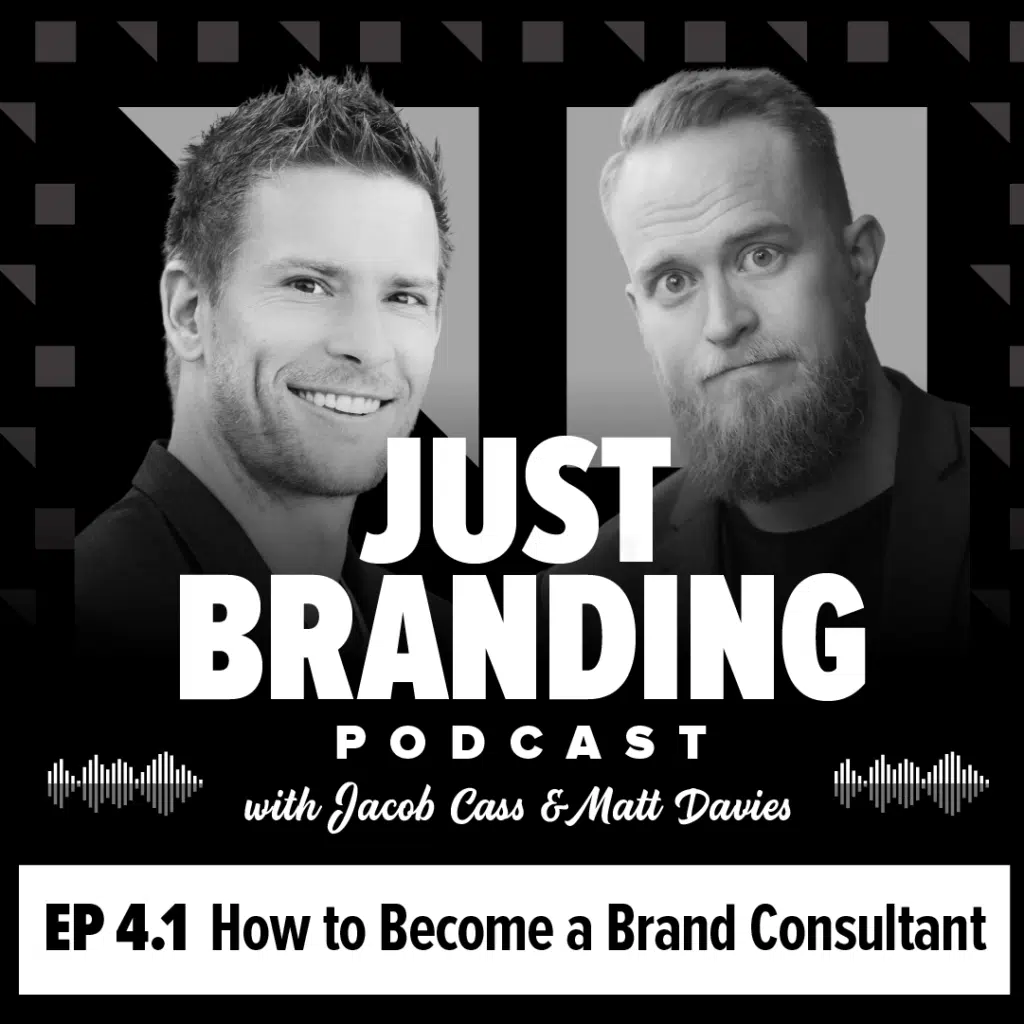 JUST
BRANDING
PODCAST
with Jacob Cass & Matt Davies
EP 4.1 How to Become a Brand Consultant